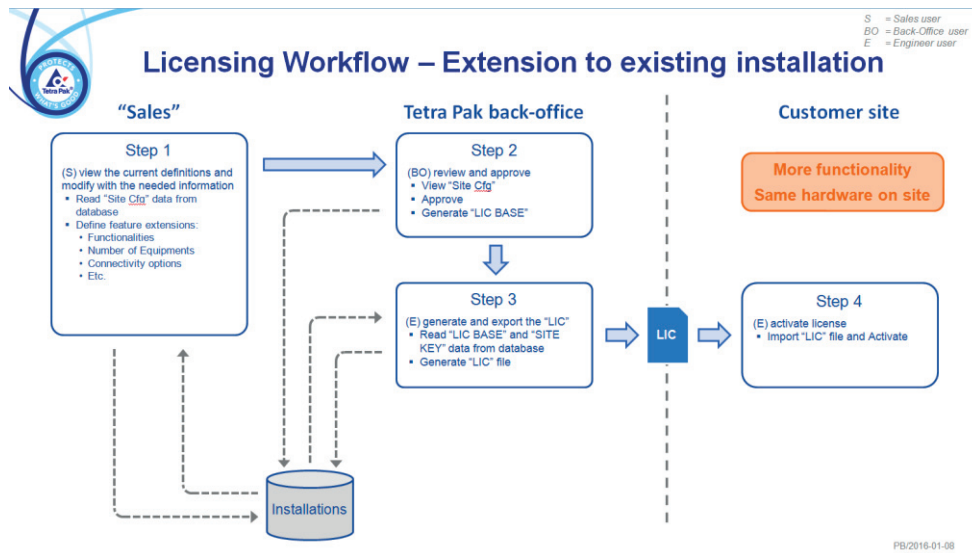 S = Sales user
BO = Back-Office user
E = Engineer user
Licensing Workflow – Extension to existing installation
PROTECTS
Tetra Pak
WHAT'S GOOD
"Sales"
Tetra Pak back-office
Customer site
Step 1
(S) view the current definitions and
modify with the needed information
▪ Read "Site Cfg" data from
database
▪ Define feature extensions:
▪ Functionalities
▪ Number of Equipments
▪ Connectivity options
▪ Etc.
Step 2
(BO) review and approve
▪ View "Site Cfg"
▪ Approve
▪ Generate "LIC BASE"
More functionality
Same hardware on site
Step 3
(E) generate and export the "LIC"
▪ Read "LIC BASE" and "SITE
KEY" data from database
▪ Generate "LIC" file
LIC
Step 4
(E) activate license
▪ Import "LIC" file and Activate
Installations
PB/2016-01-08